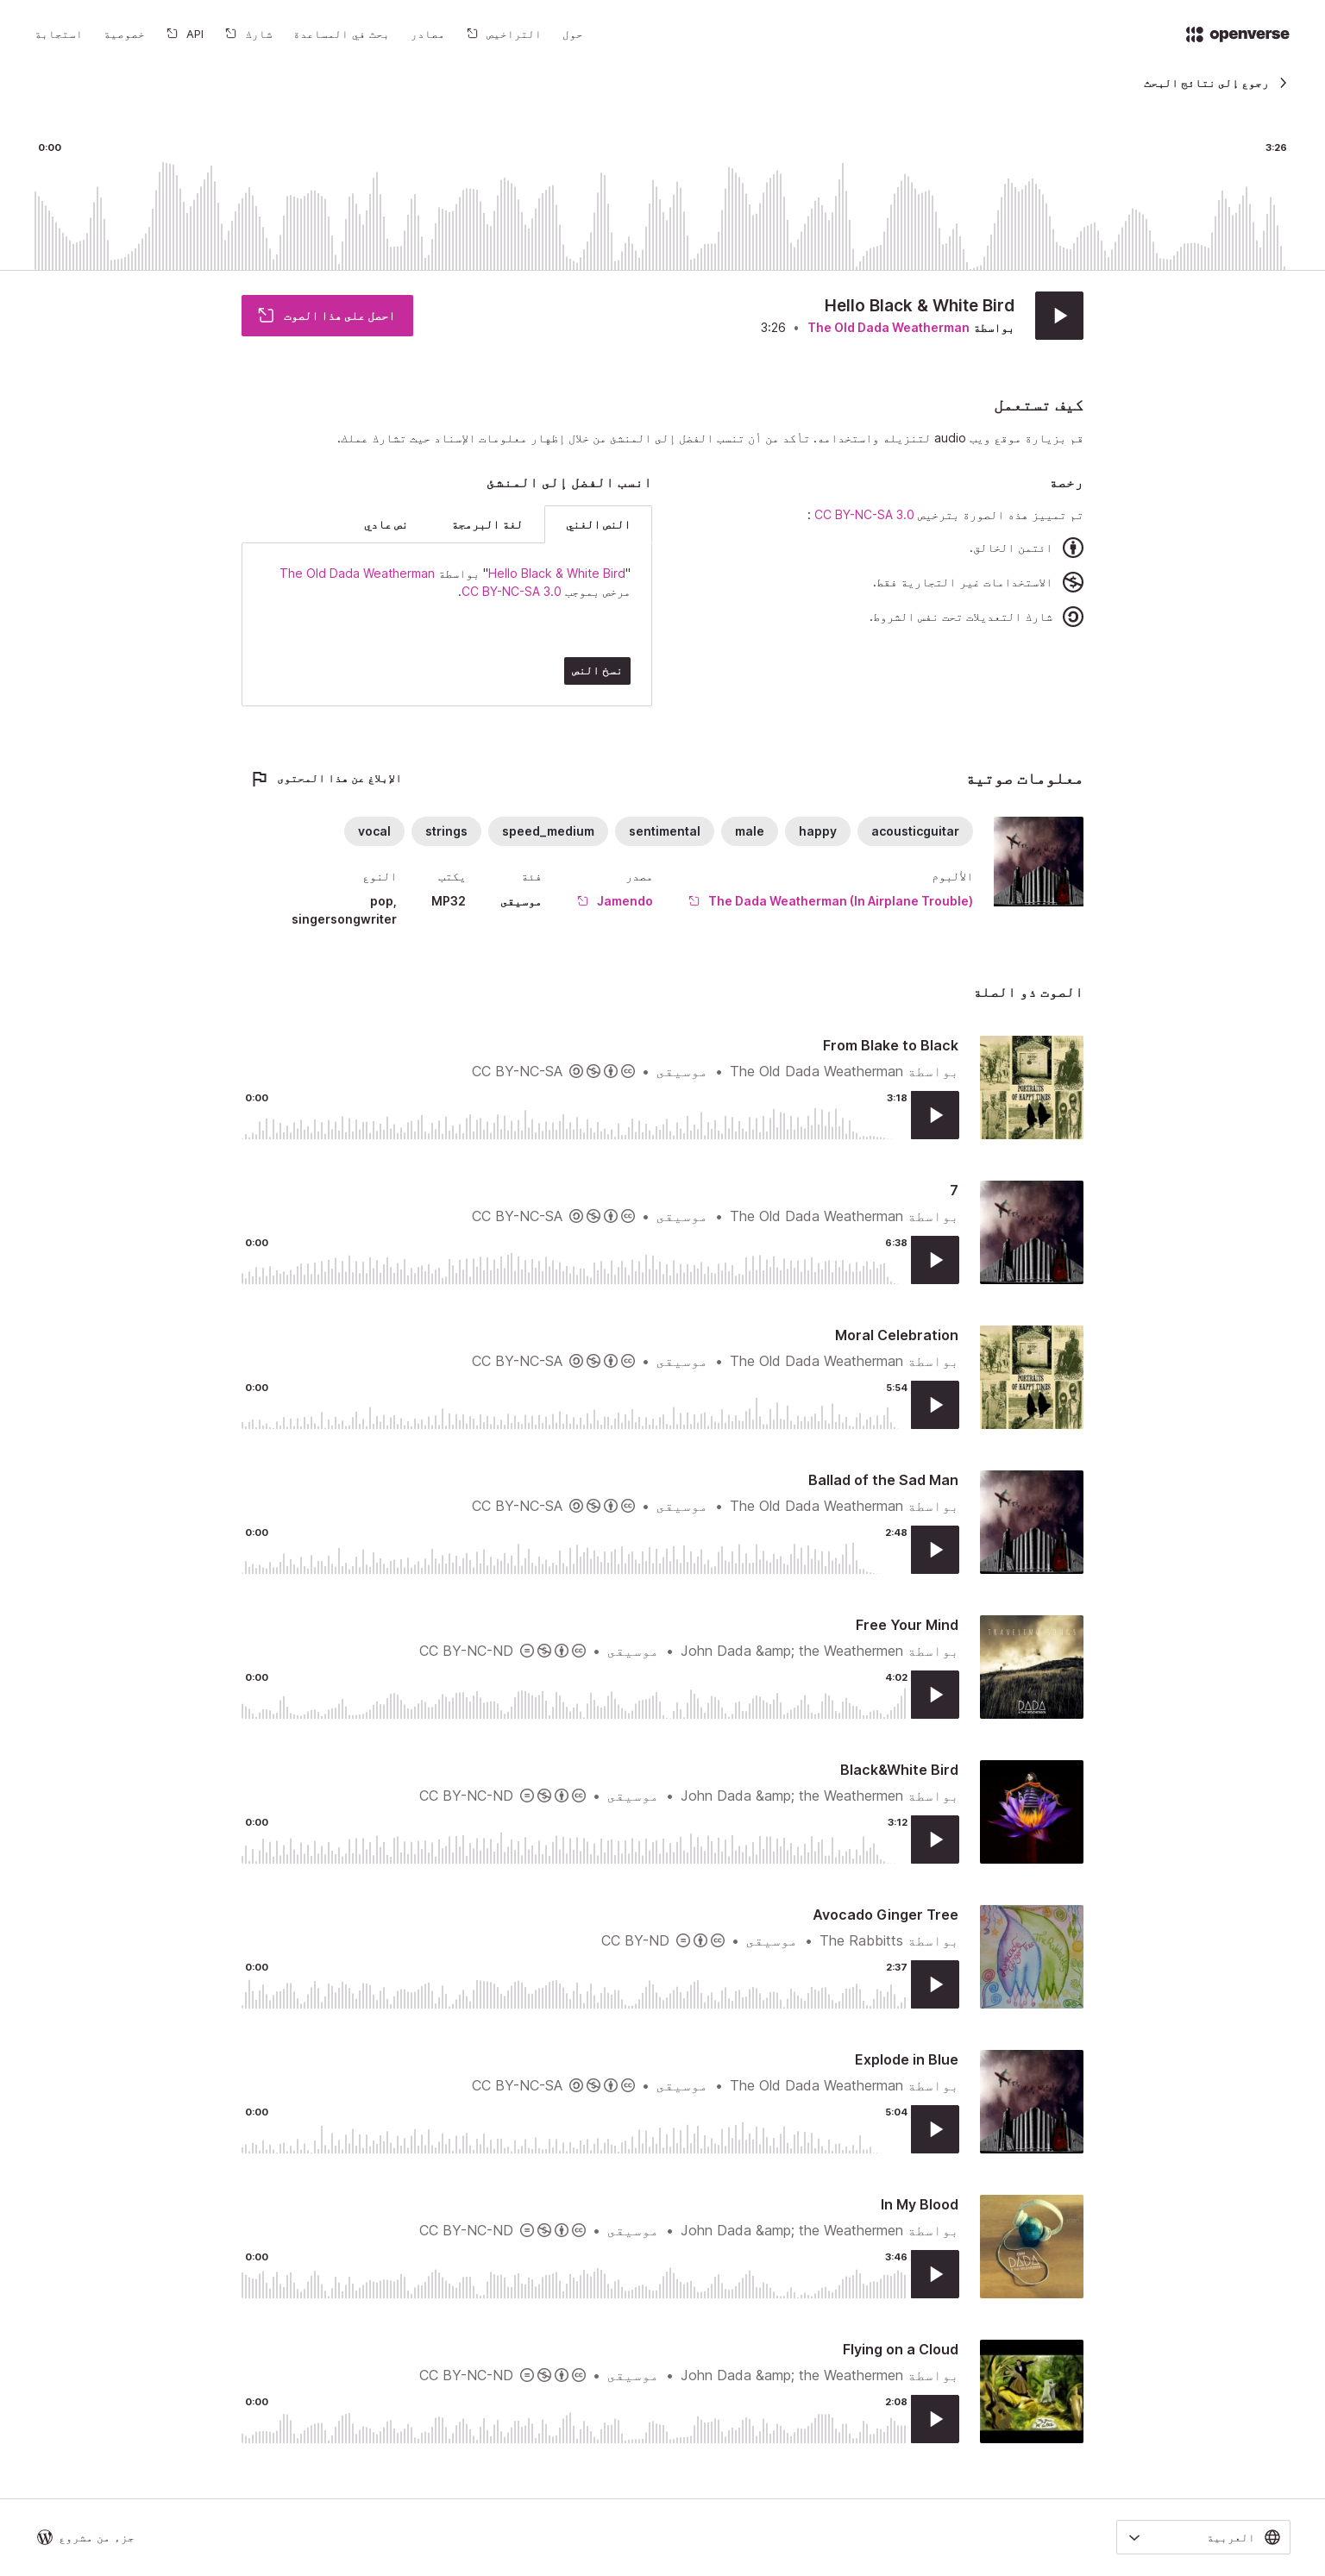 openverse
حول
التراخيص
مصادر
بحث في المساعدة
شارك
API
خصوصية
استجابة
رجوع إلى نتائج البحث
0:00
3:26
Hello Black & White Bird
بواسطة The Old Dada Weatherman • 3:26
احصل على هذا الصوت
كيف تستعمل
قم بزيارة موقع ويب audio لتنزيله واستخدامه. تأكد من أن تنسب الفضل إلى المنشئ من خلال إظهار معلومات الإسناد حيث تشارك عملك.
رخصة
تم تمييز هذه الصورة بترخيص CC BY-NC-SA 3.0 :
ائتمن الخالق.
الاستخدامات غير التجارية فقط.
شارك التعديلات تحت نفس الشروط.
انسب الفضل إلى المنشئ
النص الغني
لغة البرمجة
نص عادي
"Hello Black & White Bird" بواسطة The Old Dada Weatherman
مرخص بموجب CC BY-NC-SA 3.0.
نسخ النص
معلومات صوتية
الإبلاغ عن هذا المحتوى
acousticguitar
happy
male
sentimental
speed_medium
strings
vocal
الألبوم
The Dada Weatherman (In Airplane Trouble)
مصدر
Jamendo
فئة
موسيقى
يكتب
MP32
النوع
pop,
singersongwriter
الصوت ذو الصلة
From Blake to Black
بواسطة The Old Dada Weatherman • موسيقى • CC BY-NC-SA
3:18
0:00
PORTRAITS
OF HAPPY TIMES
7
بواسطة The Old Dada Weatherman • موسيقى • CC BY-NC-SA
6:38
0:00
Moral Celebration
بواسطة The Old Dada Weatherman • موسيقى • CC BY-NC-SA
5:54
0:00
PORTRAITS
OF HAPPY TIMES
Ballad of the Sad Man
بواسطة The Old Dada Weatherman • موسيقى • CC BY-NC-SA
2:48
0:00
Free Your Mind
بواسطة John Dada &amp; the Weathermen • موسيقى • CC BY-NC-ND
4:02
0:00
DADA
Black&White Bird
بواسطة John Dada &amp; the Weathermen • موسيقى • CC BY-NC-ND
3:12
0:00
Avocado Ginger Tree
بواسطة The Rabbitts • موسيقى • CC BY-ND
2:37
0:00
Explode in Blue
بواسطة The Old Dada Weatherman • موسيقى • CC BY-NC-SA
5:04
0:00
In My Blood
بواسطة John Dada &amp; the Weathermen • موسيقى • CC BY-NC-ND
3:46
0:00
DADA
Flying on a Cloud
بواسطة John Dada &amp; the Weathermen • موسيقى • CC BY-NC-ND
2:08
0:00
العربية
جزء من مشروع